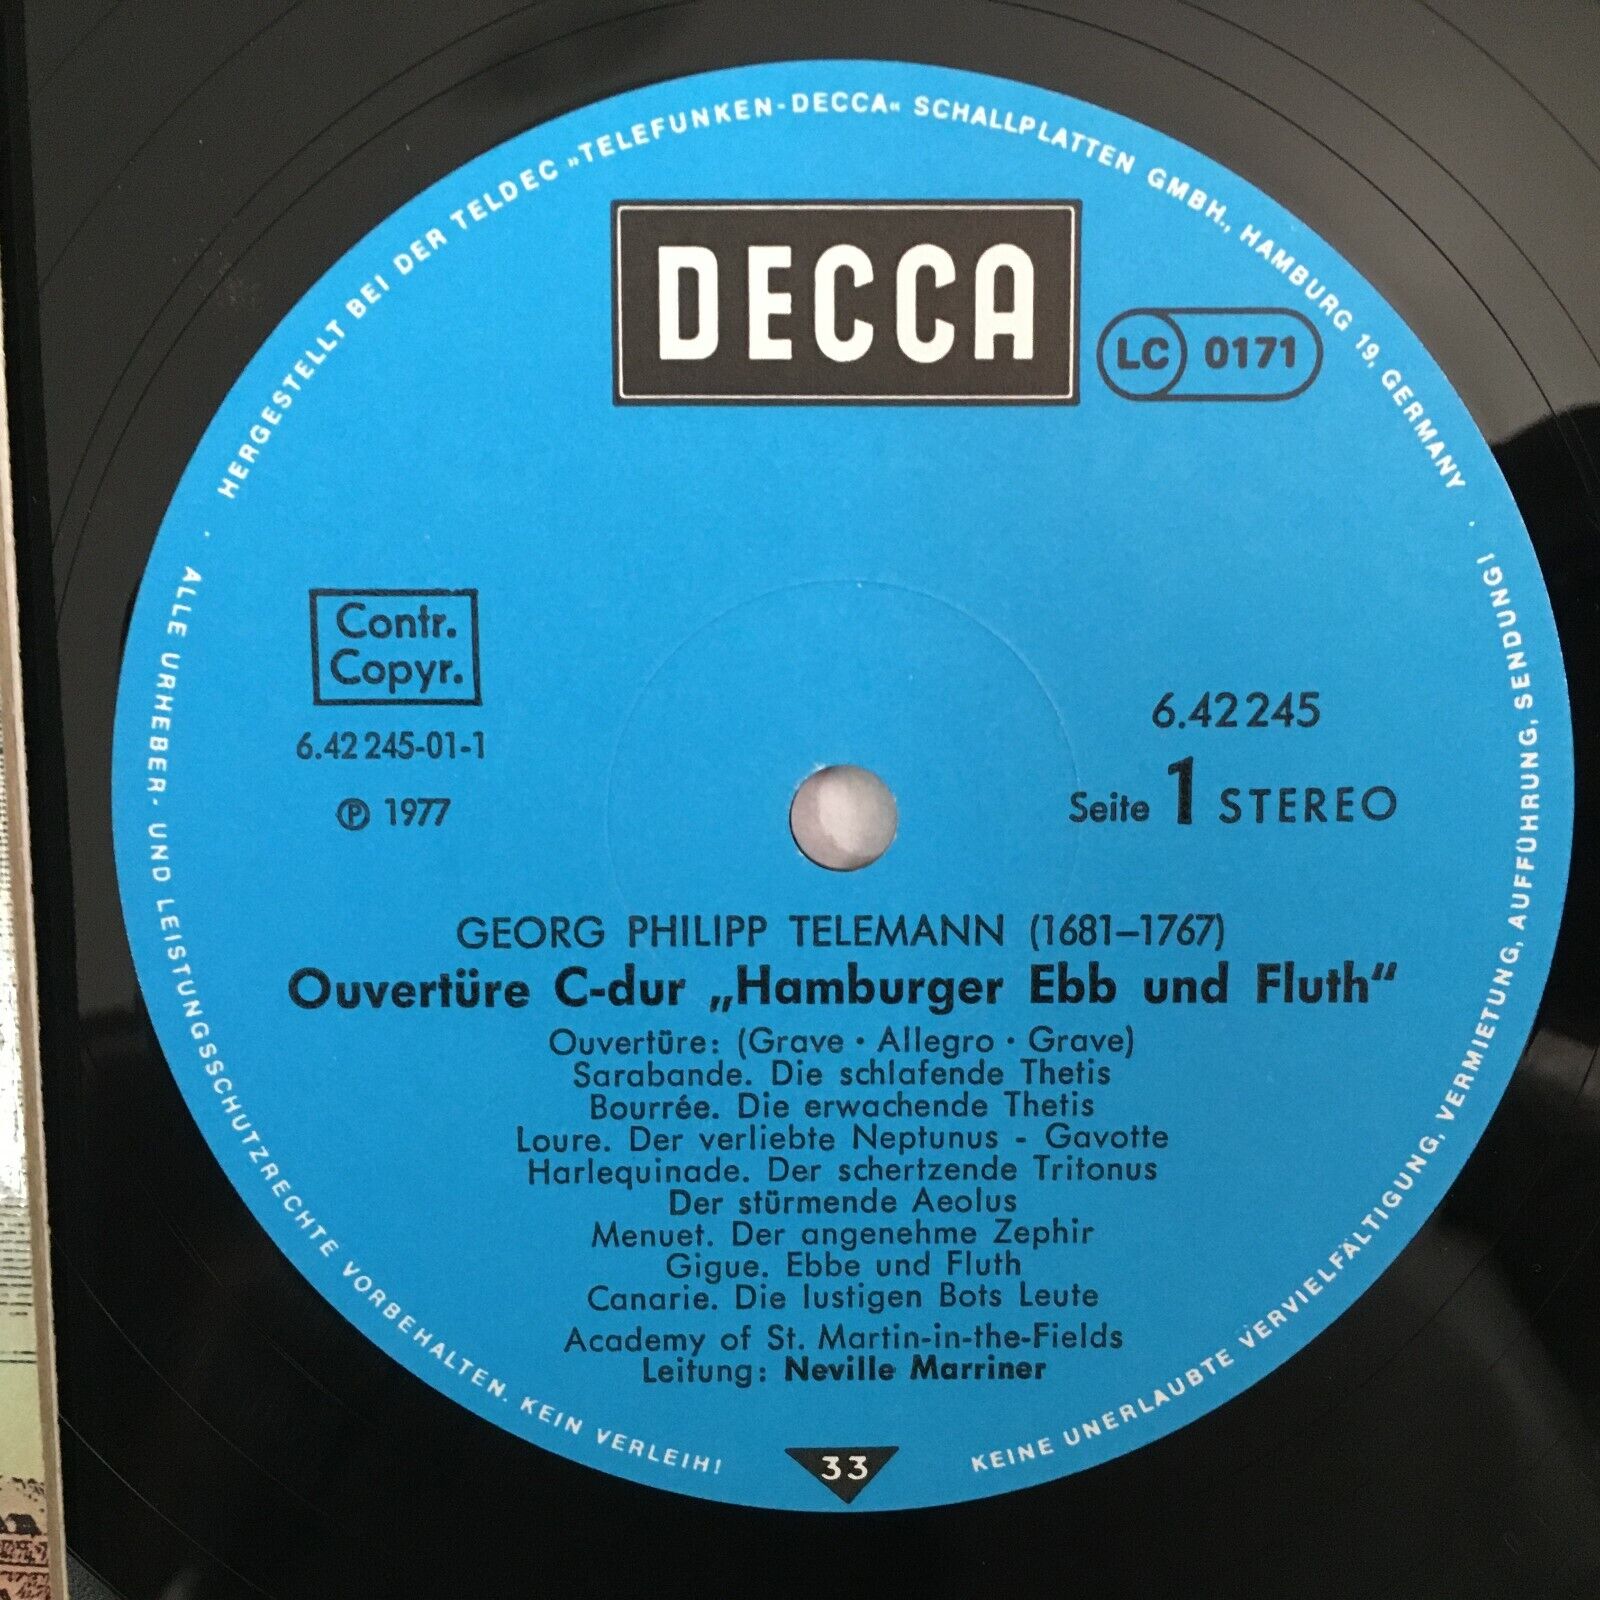 HERGESTELLT BEI DER TELDEC »TELEFUNKEN-DECCA« SCHALLPLATTEN GMBH., HAMBURG 19, GERMANY
DECCA
LC 0171
Contr.
Copyr.
6.42 245-01-1
Ⓟ 1977
6.42 245
Seite 1 STEREO
GEORG PHILIPP TELEMANN (1681–1767)
Ouvertüre C-dur „Hamburger Ebb und Fluth“
Ouvertüre: (Grave · Allegro · Grave)
Sarabande. Die schlafende Thetis
Bourrée. Die erwachende Thetis
Loure. Der verliebte Neptunus - Gavotte
Harlequinade. Der schertzende Tritonus
Der stürmende Aeolus
Menuet. Der angenehme Zephir
Gigue. Ebbe und Fluth
Canarie. Die lustigen Bots Leute
Academy of St. Martin-in-the-Fields
Leitung: Neville Marriner
33
· ALLE URHEBER- UND LEISTUNGSSCHUTZRECHTE VORBEHALTEN. KEIN VERLEIH!
KEINE UNERLAUBTE VERVIELFÄLTIGUNG, VERMIETUNG, AUFFÜHRUNG, SENDUNG! ·